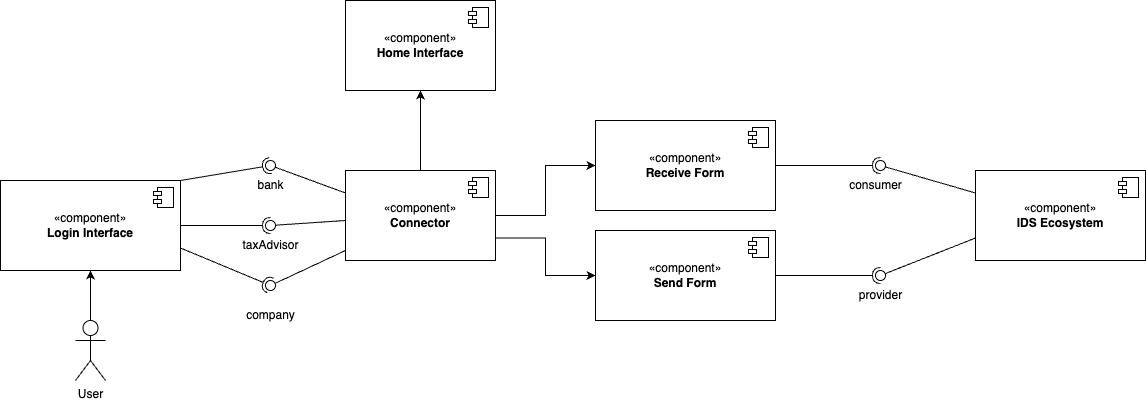 «component»
Home Interface
«component»
Login Interface
User
bank
taxAdvisor
company
«component»
Connector
«component»
Receive Form
«component»
Send Form
consumer
provider
«component»
IDS Ecosystem